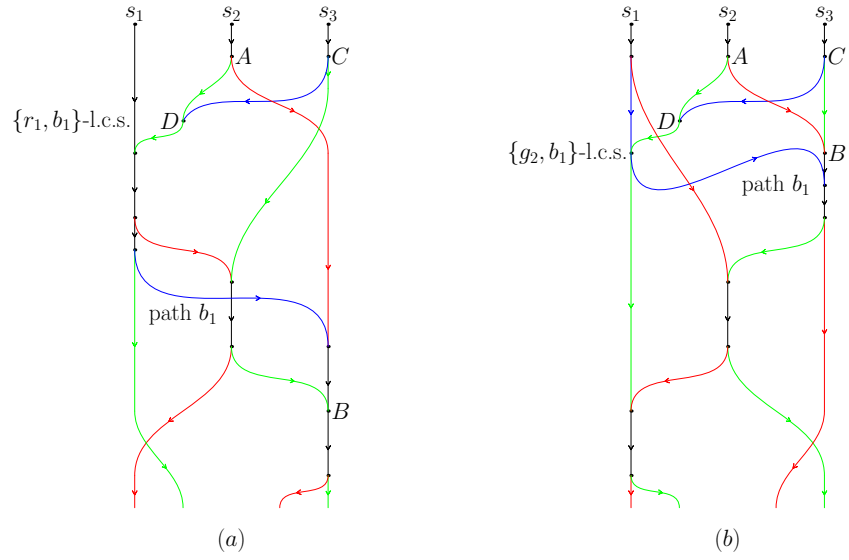 s₁ s₂ s₃ s₁ s₂ s₃
A C A C
{r₁, b₁}-l.c.s. D D
{g₂, b₁}-l.c.s. B
path b₁
path b₁
B
(a) (b)